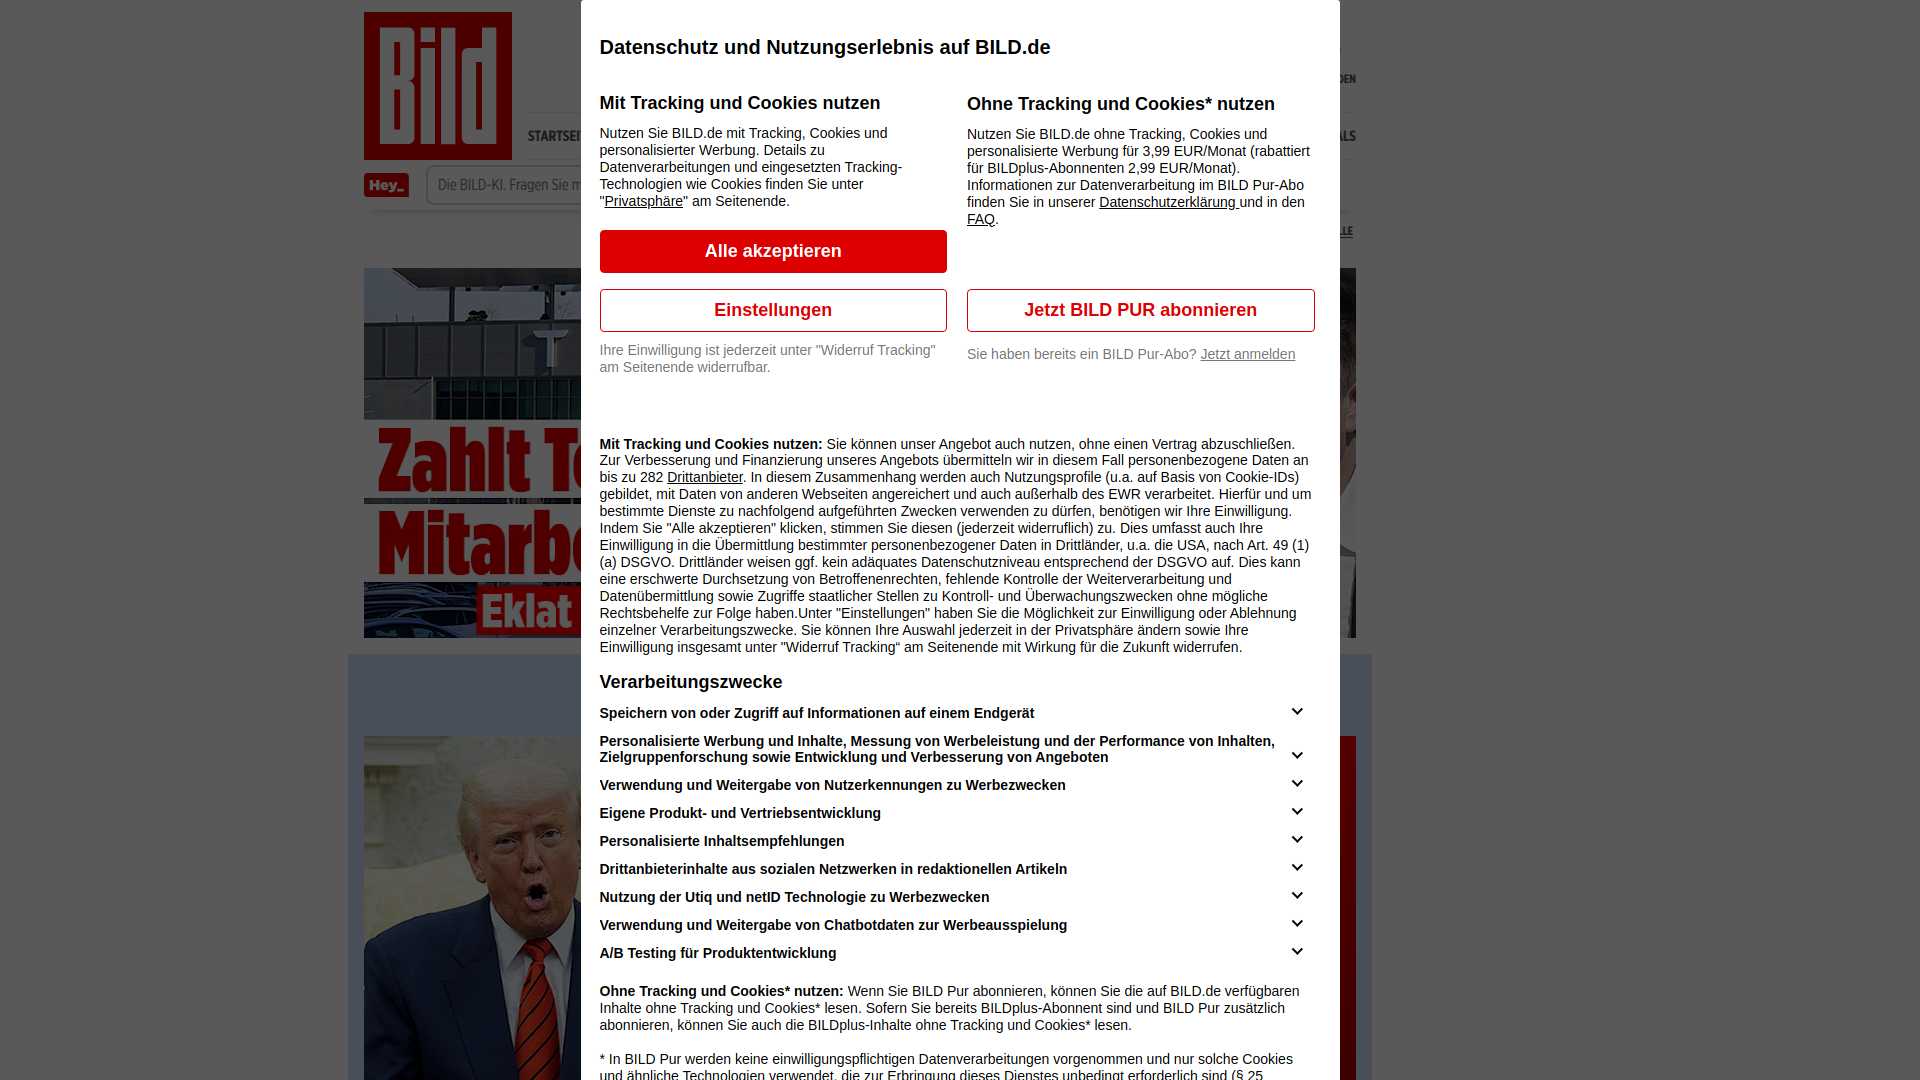 Bild
DEN
STARTSEI
ALS
Hey_
Die BILD-KI. Fragen Sie m
LLE
Zahlt Te
Mitarbe
Eklat
Datenschutz und Nutzungserlebnis auf BILD.de
Mit Tracking und Cookies nutzen
Nutzen Sie BILD.de mit Tracking, Cookies und
personalisierter Werbung. Details zu
Datenverarbeitungen und eingesetzten Tracking-
Technologien wie Cookies finden Sie unter
"Privatsphäre" am Seitenende.
Alle akzeptieren
Einstellungen
Ihre Einwilligung ist jederzeit unter "Widerruf Tracking"
am Seitenende widerrufbar.
Ohne Tracking und Cookies* nutzen
Nutzen Sie BILD.de ohne Tracking, Cookies und
personalisierte Werbung für 3,99 EUR/Monat (rabattiert
für BILDplus-Abonnenten 2,99 EUR/Monat).
Informationen zur Datenverarbeitung im BILD Pur-Abo
finden Sie in unserer Datenschutzerklärung und in den
FAQ.
Jetzt BILD PUR abonnieren
Sie haben bereits ein BILD Pur-Abo? Jetzt anmelden
Mit Tracking und Cookies nutzen: Sie können unser Angebot auch nutzen, ohne einen Vertrag abzuschließen.
Zur Verbesserung und Finanzierung unseres Angebots übermitteln wir in diesem Fall personenbezogene Daten an
bis zu 282 Drittanbieter. In diesem Zusammenhang werden auch Nutzungsprofile (u.a. auf Basis von Cookie-IDs)
gebildet, mit Daten von anderen Webseiten angereichert und auch außerhalb des EWR verarbeitet. Hierfür und um
bestimmte Dienste zu nachfolgend aufgeführten Zwecken verwenden zu dürfen, benötigen wir Ihre Einwilligung.
Indem Sie "Alle akzeptieren" klicken, stimmen Sie diesen (jederzeit widerruflich) zu. Dies umfasst auch Ihre
Einwilligung in die Übermittlung bestimmter personenbezogener Daten in Drittländer, u.a. die USA, nach Art. 49 (1)
(a) DSGVO. Drittländer weisen ggf. kein adäquates Datenschutzniveau entsprechend der DSGVO auf. Dies kann
eine erschwerte Durchsetzung von Betroffenenrechten, fehlende Kontrolle der Weiterverarbeitung und
Datenübermittlung sowie Zugriffe staatlicher Stellen zu Kontroll- und Überwachungszwecken ohne mögliche
Rechtsbehelfe zur Folge haben.Unter "Einstellungen" haben Sie die Möglichkeit zur Einwilligung oder Ablehnung
einzelner Verarbeitungszwecke. Sie können Ihre Auswahl jederzeit in der Privatsphäre ändern sowie Ihre
Einwilligung insgesamt unter "Widerruf Tracking“ am Seitenende mit Wirkung für die Zukunft widerrufen.
Verarbeitungszwecke
Speichern von oder Zugriff auf Informationen auf einem Endgerät
Personalisierte Werbung und Inhalte, Messung von Werbeleistung und der Performance von Inhalten,
Zielgruppenforschung sowie Entwicklung und Verbesserung von Angeboten
Verwendung und Weitergabe von Nutzerkennungen zu Werbezwecken
Eigene Produkt- und Vertriebsentwicklung
Personalisierte Inhaltsempfehlungen
Drittanbieterinhalte aus sozialen Netzwerken in redaktionellen Artikeln
Nutzung der Utiq und netID Technologie zu Werbezwecken
Verwendung und Weitergabe von Chatbotdaten zur Werbeausspielung
A/B Testing für Produktentwicklung
Ohne Tracking und Cookies* nutzen: Wenn Sie BILD Pur abonnieren, können Sie die auf BILD.de verfügbaren
Inhalte ohne Tracking und Cookies* lesen. Sofern Sie bereits BILDplus-Abonnent sind und BILD Pur zusätzlich
abonnieren, können Sie auch die BILDplus-Inhalte ohne Tracking und Cookies* lesen.
* In BILD Pur werden keine einwilligungspflichtigen Datenverarbeitungen vorgenommen und nur solche Cookies
und ähnliche Technologien verwendet, die zur Erbringung dieses Dienstes unbedingt erforderlich sind (§ 25